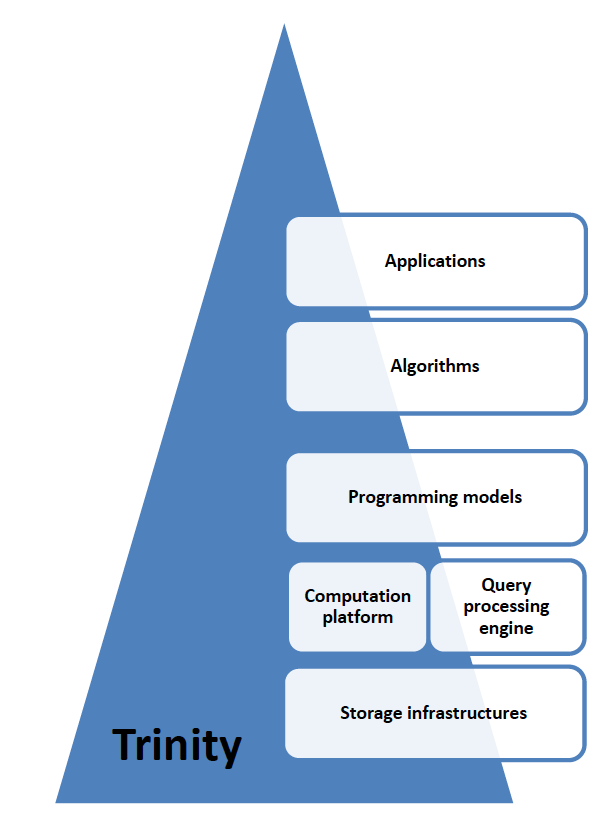 Applications
Algorithms
Programming models
Computation
platform
Query
processing
engine
Storage infrastructures
Trinity